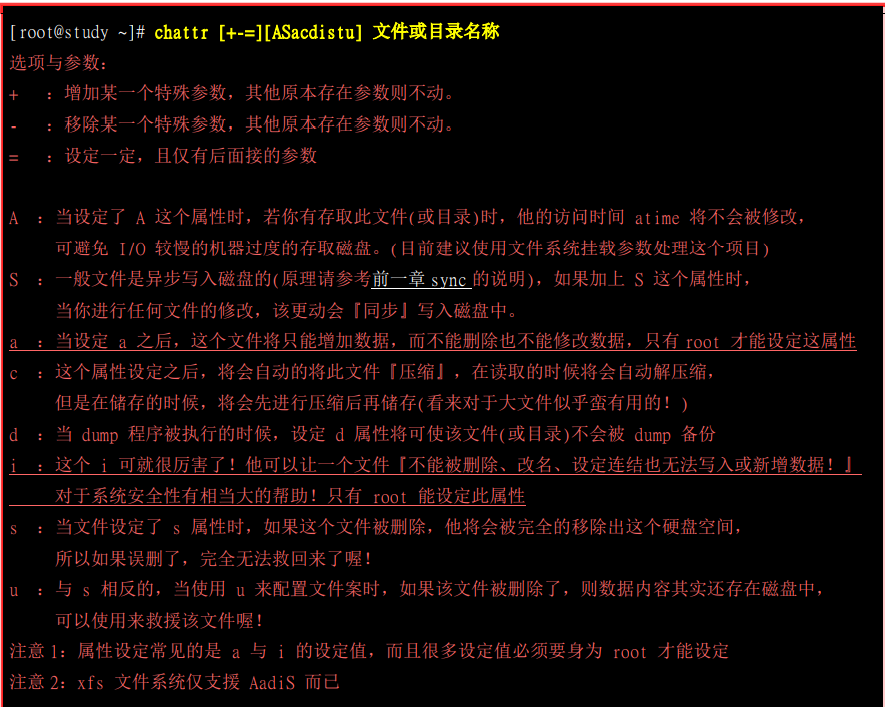 [root@study ~]# chattr [+-=][ASacdistu] 文件或目录名称
选项与参数：
+ ：增加某一个特殊参数，其他原本存在参数则不动。
- ：移除某一个特殊参数，其他原本存在参数则不动。
= ：设定一定，且仅有后面接的参数
A ：当设定了 A 这个属性时，若你有存取此文件(或目录)时，他的访问时间 atime 将不会被修改，
可避免 I/O 较慢的机器过度的存取磁盘。(目前建议使用文件系统挂载参数处理这个项目)
S ：一般文件是异步写入磁盘的(原理请参考前一章 sync 的说明)，如果加上 S 这个属性时，
当你进行任何文件的修改，该更动会『同步』写入磁盘中。
a ：当设定 a 之后，这个文件将只能增加数据，而不能删除也不能修改数据，只有 root 才能设定这属性
c ：这个属性设定之后，将会自动的将此文件『压缩』，在读取的时候将会自动解压缩，
但是在储存的时候，将会先进行压缩后再储存(看来对于大文件似乎蛮有用的！)
d ：当 dump 程序被执行的时候，设定 d 属性将可使该文件(或目录)不会被 dump 备份
i ：这个 i 可就很厉害了！他可以让一个文件『不能被删除、改名、设定连结也无法写入或新增数据！』
对于系统安全性有相当大的帮助！只有 root 能设定此属性
s ：当文件设定了 s 属性时，如果这个文件被删除，他将会被完全的移除出这个硬盘空间，
所以如果误删了，完全无法救回来了喔！
u ：与 s 相反的，当使用 u 来配置文件案时，如果该文件被删除了，则数据内容其实还存在磁盘中，
可以使用来救援该文件喔！
注意 1：属性设定常见的是 a 与 i 的设定值，而且很多设定值必须要身为 root 才能设定
注意 2：xfs 文件系统仅支援 AadiS 而已